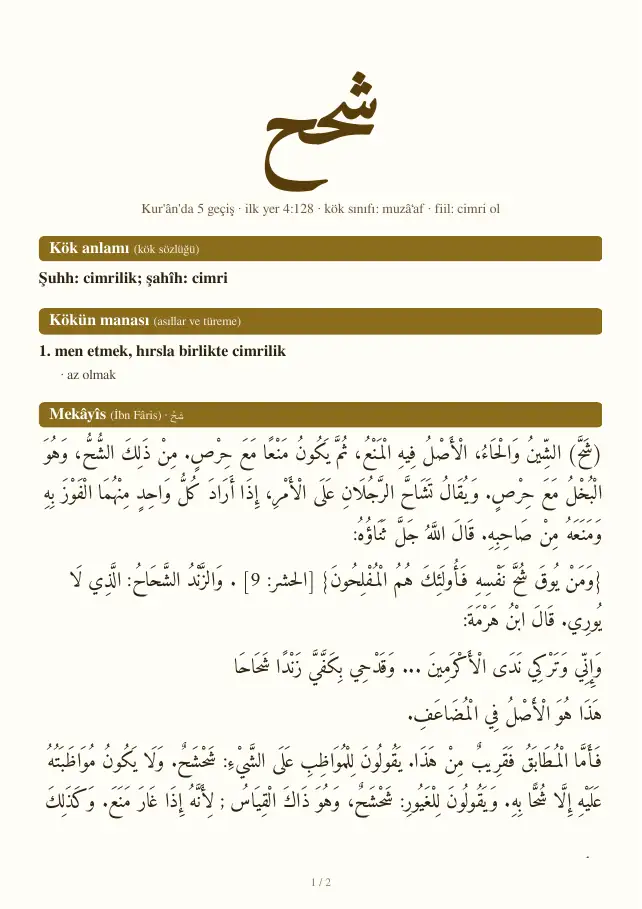 شحح
Kur'ân'da 5 geçiş · ilk yer 4:128 · kök sınıfı: muzâ'af · fiil: cimri ol
Kök anlamı (kök sözlüğü)
Şuhh: cimrilik; şahîh: cimri
Kökün manası (asıllar ve türeme)
1. men etmek, hırsla birlikte cimrilik
· az olmak
Mekâyîs (İbn Fâris) · شحّ
(شَحَّ) الشِّينُ وَالْحَاءُ، الْأَصْلُ فِيهِ الْمَنْعُ، ثُمَّ يَكُونُ مَنْعًا مَعَ حِرْصٍ. مِنْ ذَلِكَ الشُّحُّ، وَهُوَ
الْبُخْلُ مَعَ حِرْصٍ. وَيُقَالُ تَشَاحَّ الرَّجُلَانِ عَلَى الْأَمْرِ، إِذَا أَرَادَ كُلُّ وَاحِدٍ مِنْهُمَا الْفَوْزَ بِهِ
وَمَنَعَهُ مِنْ صَاحِبِهِ. قَالَ اللَّهُ جَلَّ ثَنَاؤُهُ:
{وَمَنْ يُوقَ شُحَّ نَفْسِهِ فَأُولَئِكَ هُمُ الْمُفْلِحُونَ} [الحشر: 9] . وَالزَّنْدُ الشَّحَاحُ: الَّذِي لَا
يُورِي. قَالَ ابْنُ هَرْمَةَ:
وَإِنِّي وَتَرْكِي نَدَى الْأَكْرَمِينَ ... وَقَدْحِي بِكَفَّيَّ زَنْدًا شَحَاحَا
هَذَا هُوَ الْأَصْلُ فِي الْمُضَاعَفِ.
فَأَمَّا الْمُطَابَقُ فَقَرِيبٌ مِنْ هَذَا. يَقُولُونَ لِلْمُوَاظِبِ عَلَى الشَّيْءِ: شَحْشَحٌ. وَلَا يَكُونُ مُوَاظَبَتُهُ
عَلَيْهِ إِلَّا شُحًّا بِهِ. وَيَقُولُونَ لِلْغَيُورِ: شَحْشَحٌ، وَهُوَ ذَاكَ الْقِيَاسُ ; لِأَنَّهُ إِذَا غَارَ مَنَعَ. وَكَذَلِكَ
1 / 2